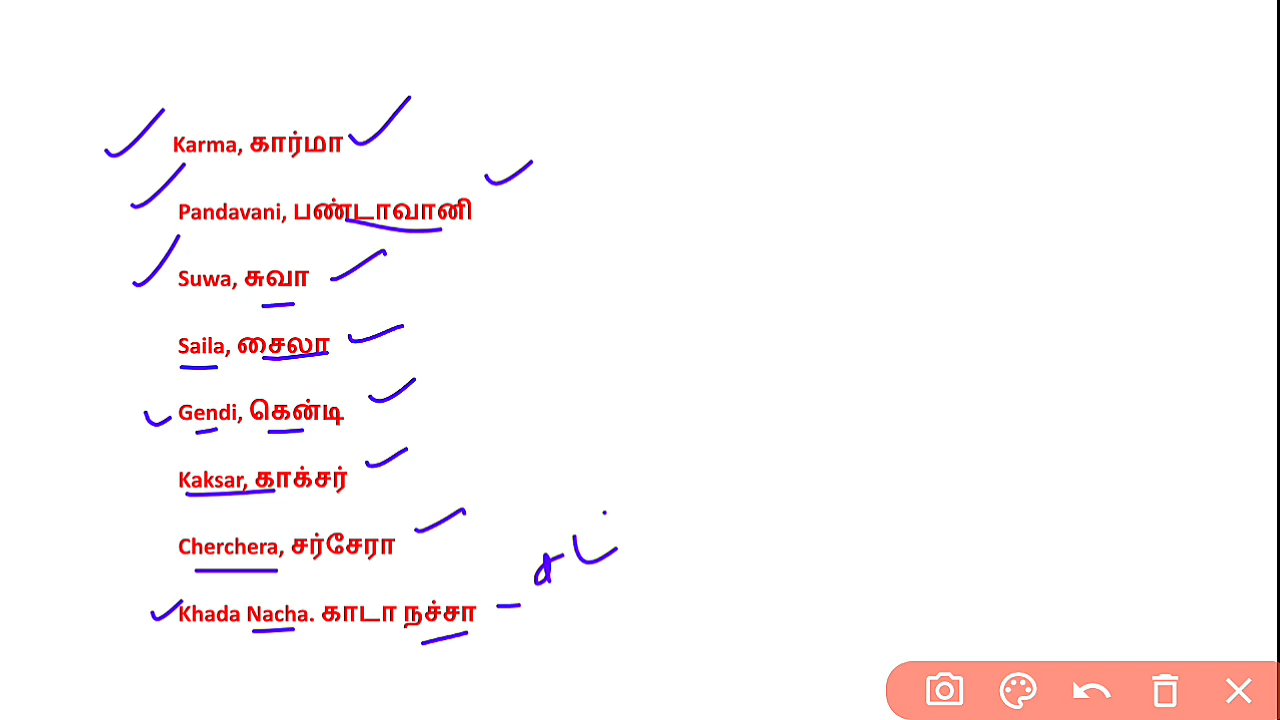 Karma, கார்மா
Pandavani, பண்டாவானி
Suwa, சுவா
Saila, சைலா
Gendi, கென்டி
Kaksar, காக்சர்
Cherchera, சர்சேரா
Khada Nacha. காடா நச்சா